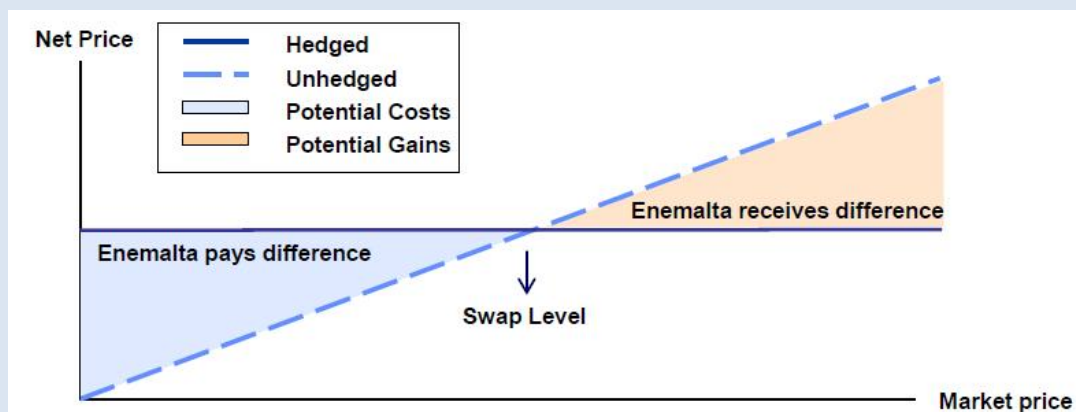 Net Price
Hedged
Unhedged
Potential Costs
Potential Gains
Enemalta receives difference
Enemalta pays difference
Swap Level
Market price